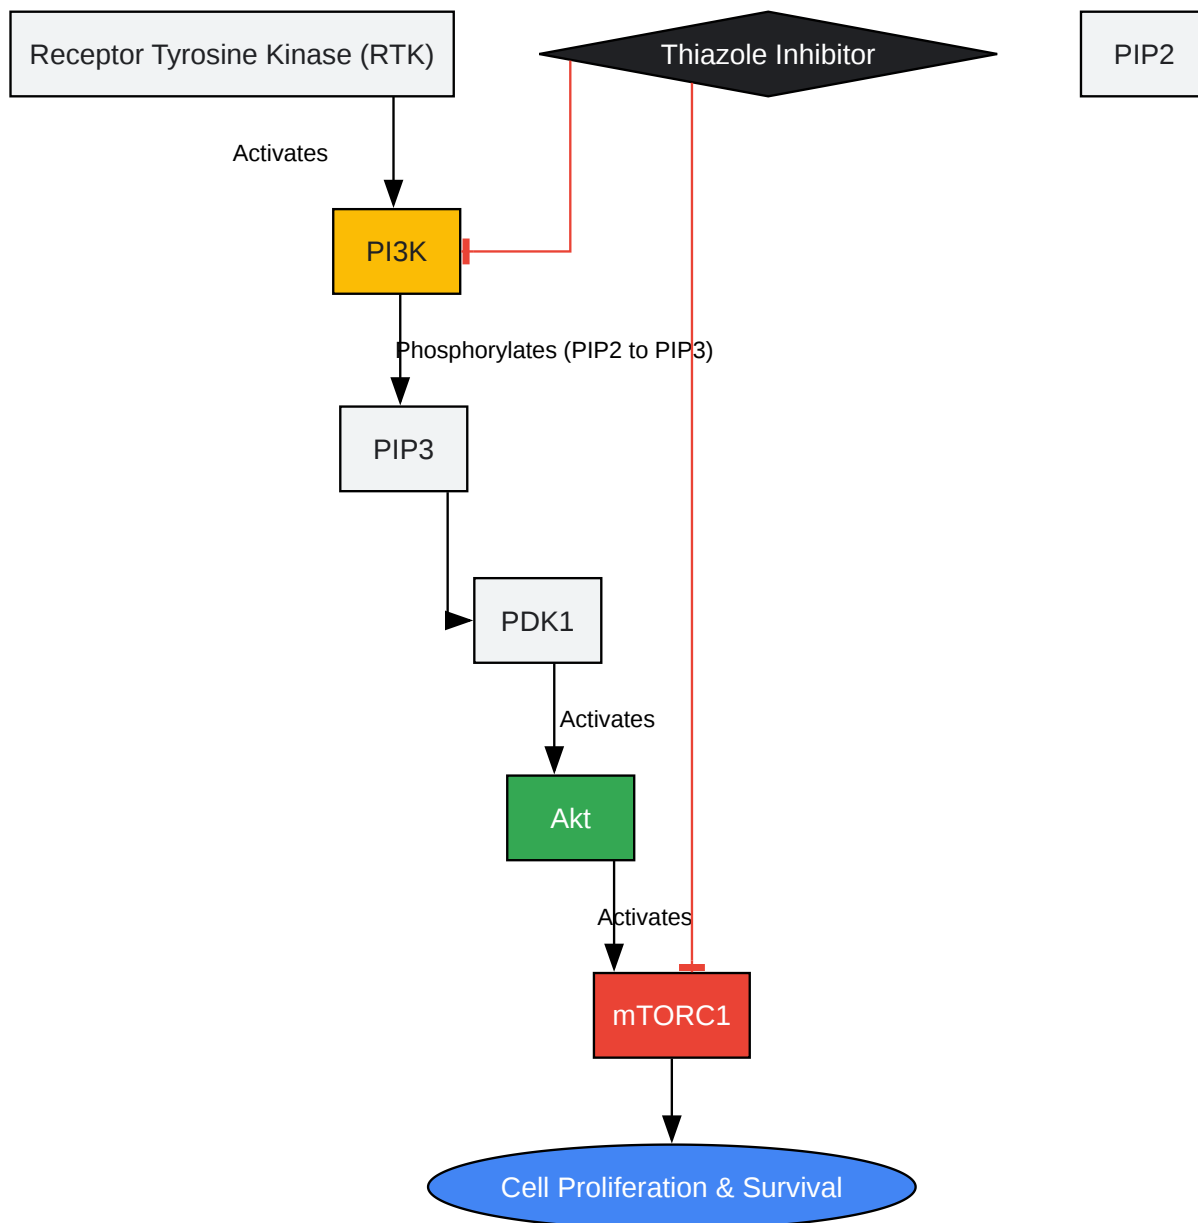 Receptor Tyrosine Kinase (RTK)
Thiazole Inhibitor
PIP2
Activates
PI3K
Phosphorylates (PIP2 to PIP3)
PIP3
PDK1
Activates
Akt
Activates
mTORC1
Cell Proliferation & Survival